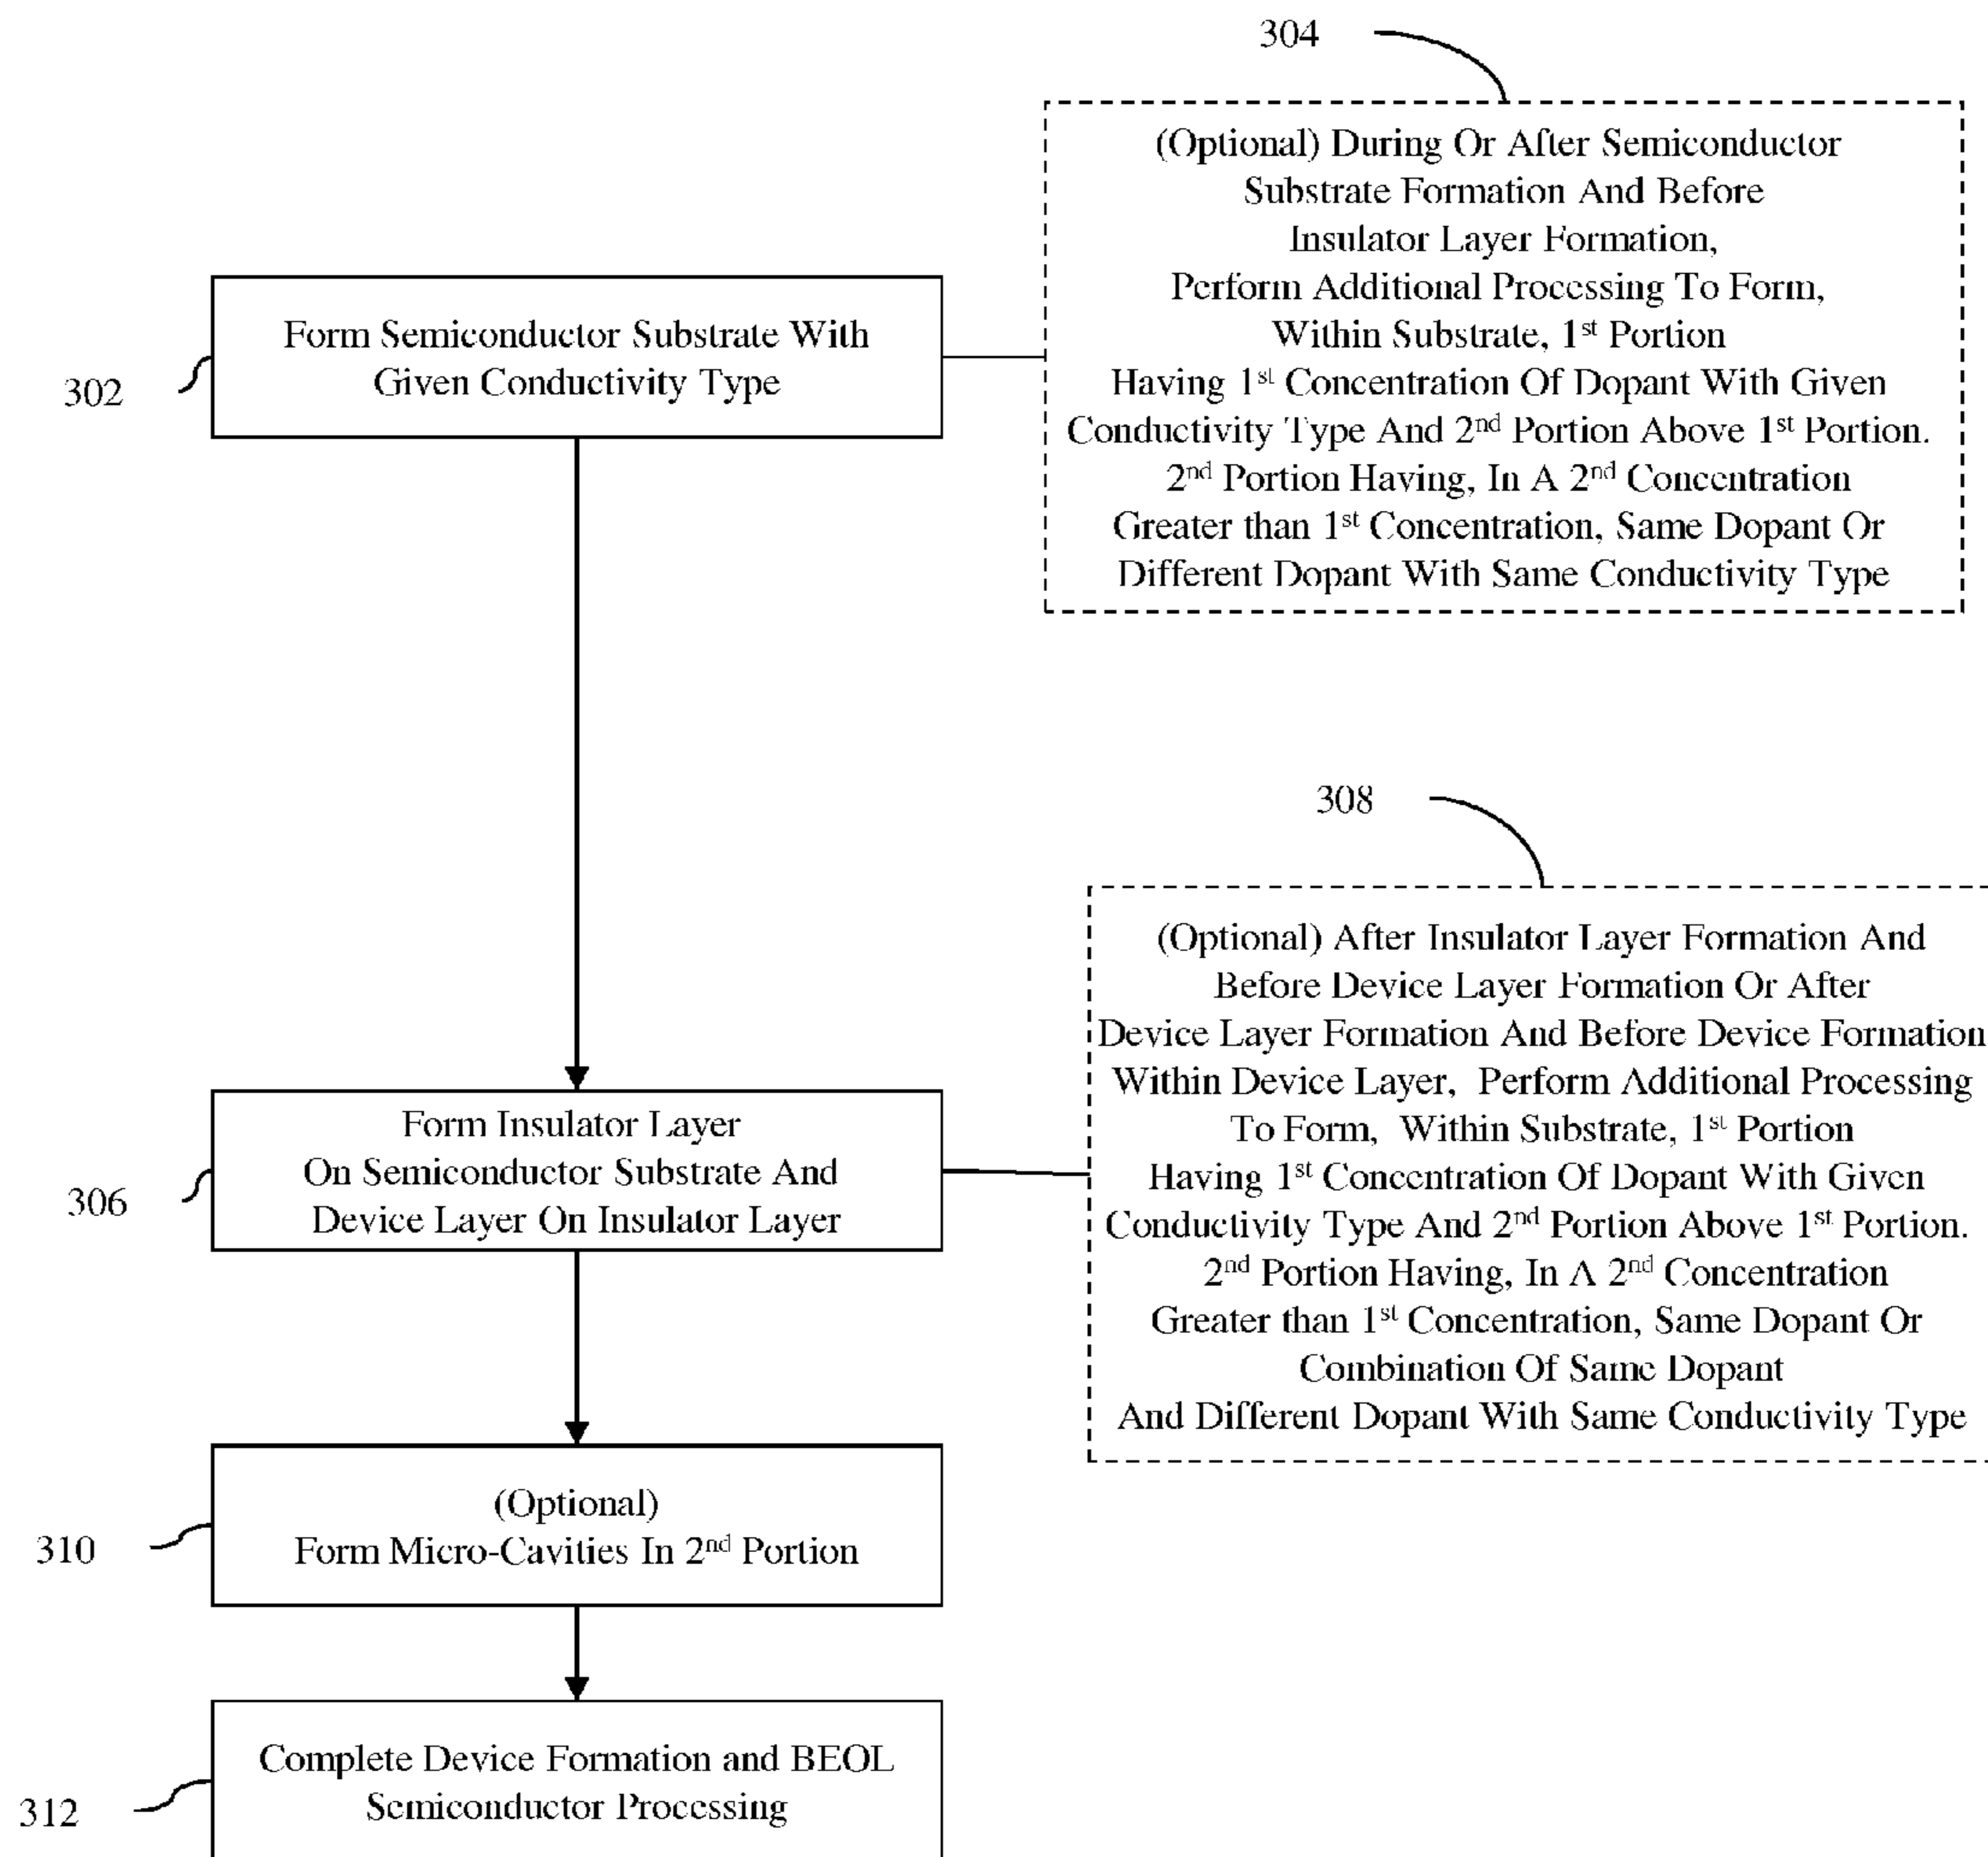 304
(Optional) During Or After Semiconductor
Substrate Formation And Before
Insulator Layer Formation,
Perform Additional Processing To Form,
Within Substrate, 1st Portion
Having 1st Concentration Of Dopant With Given
Conductivity Type And 2nd Portion Above 1st Portion.
2nd Portion Having, In A 2nd Concentration
Greater than 1st Concentration, Same Dopant Or
Different Dopant With Same Conductivity Type
Form Semiconductor Substrate With
Given Conductivity Type
302
308
(Optional) After Insulator Layer Formation And
Before Device Layer Formation Or After
Device Layer Formation And Before Device Formation
Within Device Layer, Perform Additional Processing
To Form, Within Substrate, 1st Portion
Having 1st Concentration Of Dopant With Given
Conductivity Type And 2nd Portion Above 1st Portion.
2nd Portion Having, In A 2nd Concentration
Greater than 1st Concentration, Same Dopant Or
Combination Of Same Dopant
And Different Dopant With Same Conductivity Type
Form Insulator Layer
On Semiconductor Substrate And
Device Layer On Insulator Layer
306
(Optional)
Form Micro-Cavities In 2nd Portion
310
Complete Device Formation and BEOL
Semiconductor Processing
312